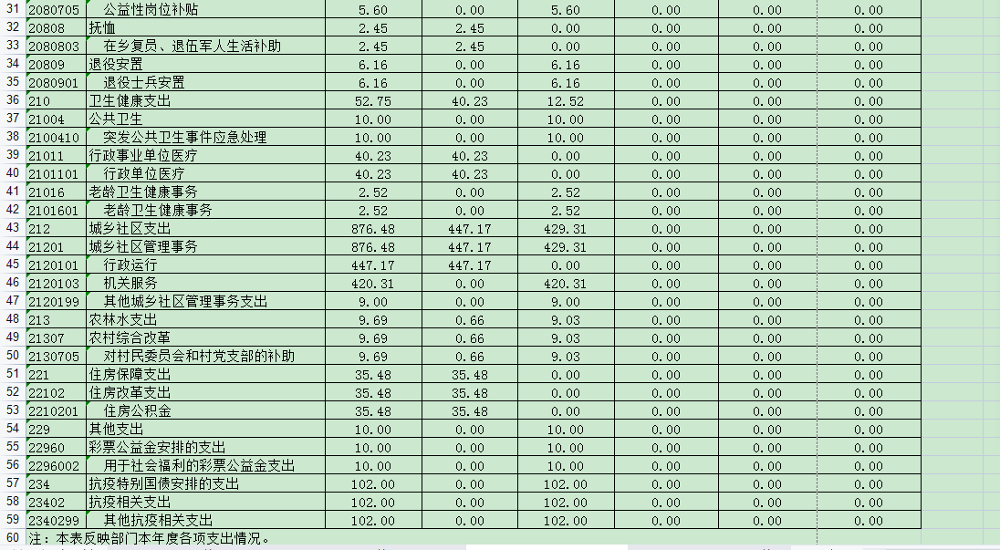 31 2080705 公益性岗位补贴 5.60 0.00 5.60 0.00 0.00 0.00
32 20808 抚恤 2.45 2.45 0.00 0.00 0.00 0.00
33 2080803 在乡复员、退伍军人生活补助 2.45 2.45 0.00 0.00 0.00 0.00
34 20809 退役安置 6.16 0.00 6.16 0.00 0.00 0.00
35 2080901 退役士兵安置 6.16 0.00 6.16 0.00 0.00 0.00
36 210 卫生健康支出 52.75 40.23 12.52 0.00 0.00 0.00
37 21004 公共卫生 10.00 0.00 10.00 0.00 0.00 0.00
38 2100410 突发公共卫生事件应急处理 10.00 0.00 10.00 0.00 0.00 0.00
39 21011 行政事业单位医疗 40.23 40.23 0.00 0.00 0.00 0.00
40 2101101 行政单位医疗 40.23 40.23 0.00 0.00 0.00 0.00
41 21016 老龄卫生健康事务 2.52 0.00 2.52 0.00 0.00 0.00
42 2101601 老龄卫生健康事务 2.52 0.00 2.52 0.00 0.00 0.00
43 212 城乡社区支出 876.48 447.17 429.31 0.00 0.00 0.00
44 21201 城乡社区管理事务 876.48 447.17 429.31 0.00 0.00 0.00
45 2120101 行政运行 447.17 447.17 0.00 0.00 0.00 0.00
46 2120103 机关服务 420.31 0.00 420.31 0.00 0.00 0.00
47 2120199 其他城乡社区管理事务支出 9.00 0.00 9.00 0.00 0.00 0.00
48 213 农林水支出 9.69 0.66 9.03 0.00 0.00 0.00
49 21307 农村综合改革 9.69 0.66 9.03 0.00 0.00 0.00
50 2130705 对村民委员会和村党支部的补助 9.69 0.66 9.03 0.00 0.00 0.00
51 221 住房保障支出 35.48 35.48 0.00 0.00 0.00 0.00
52 22102 住房改革支出 35.48 35.48 0.00 0.00 0.00 0.00
53 2210201 住房公积金 35.48 35.48 0.00 0.00 0.00 0.00
54 229 其他支出 10.00 0.00 10.00 0.00 0.00 0.00
55 22960 彩票公益金安排的支出 10.00 0.00 10.00 0.00 0.00 0.00
56 2296002 用于社会福利的彩票公益金支出 10.00 0.00 10.00 0.00 0.00 0.00
57 234 抗疫特别国债安排的支出 102.00 0.00 102.00 0.00 0.00 0.00
58 23402 抗疫相关支出 102.00 0.00 102.00 0.00 0.00 0.00
59 2340299 其他抗疫相关支出 102.00 0.00 102.00 0.00 0.00 0.00
60 注：本表反映部门本年度各项支出情况。